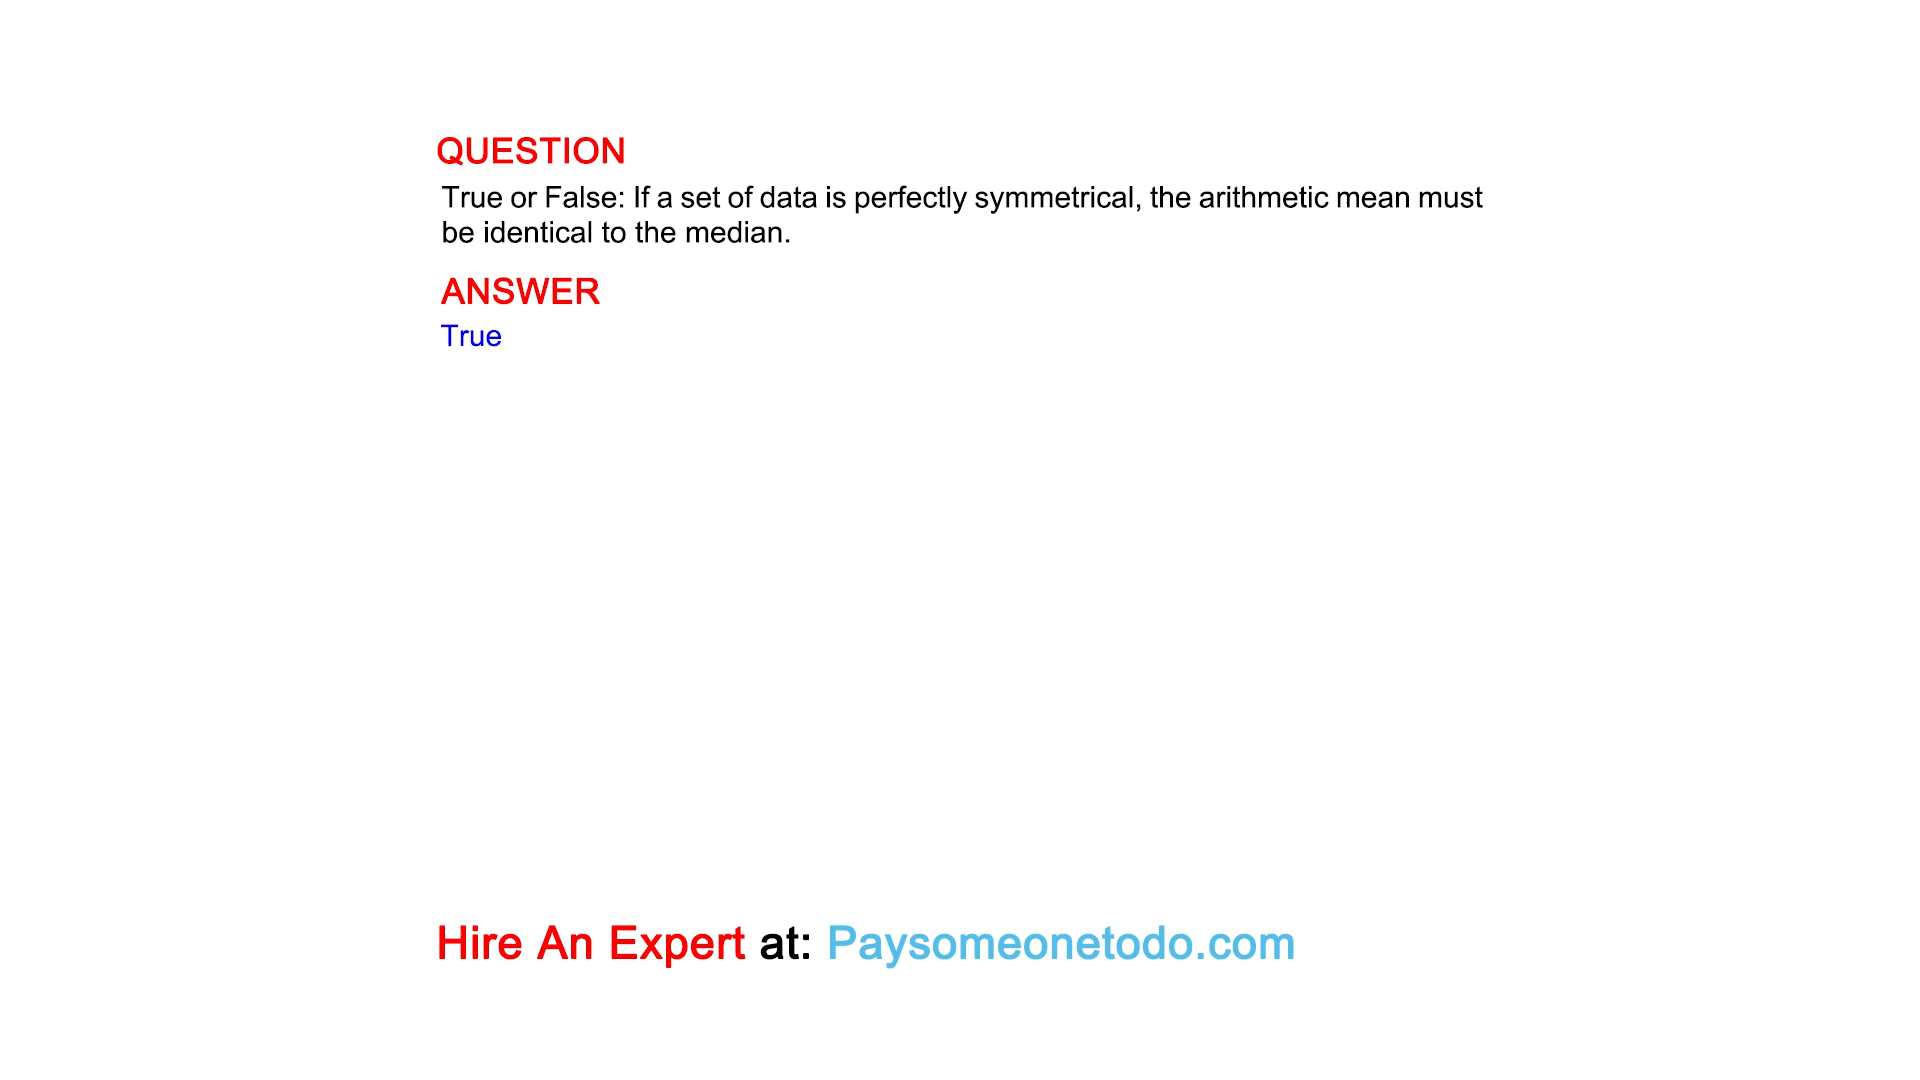 QUESTION
True or False: If a set of data is perfectly symmetrical, the arithmetic mean must
be identical to the median.
ANSWER
True
Hire An Expert at: Paysomeonetodo.com